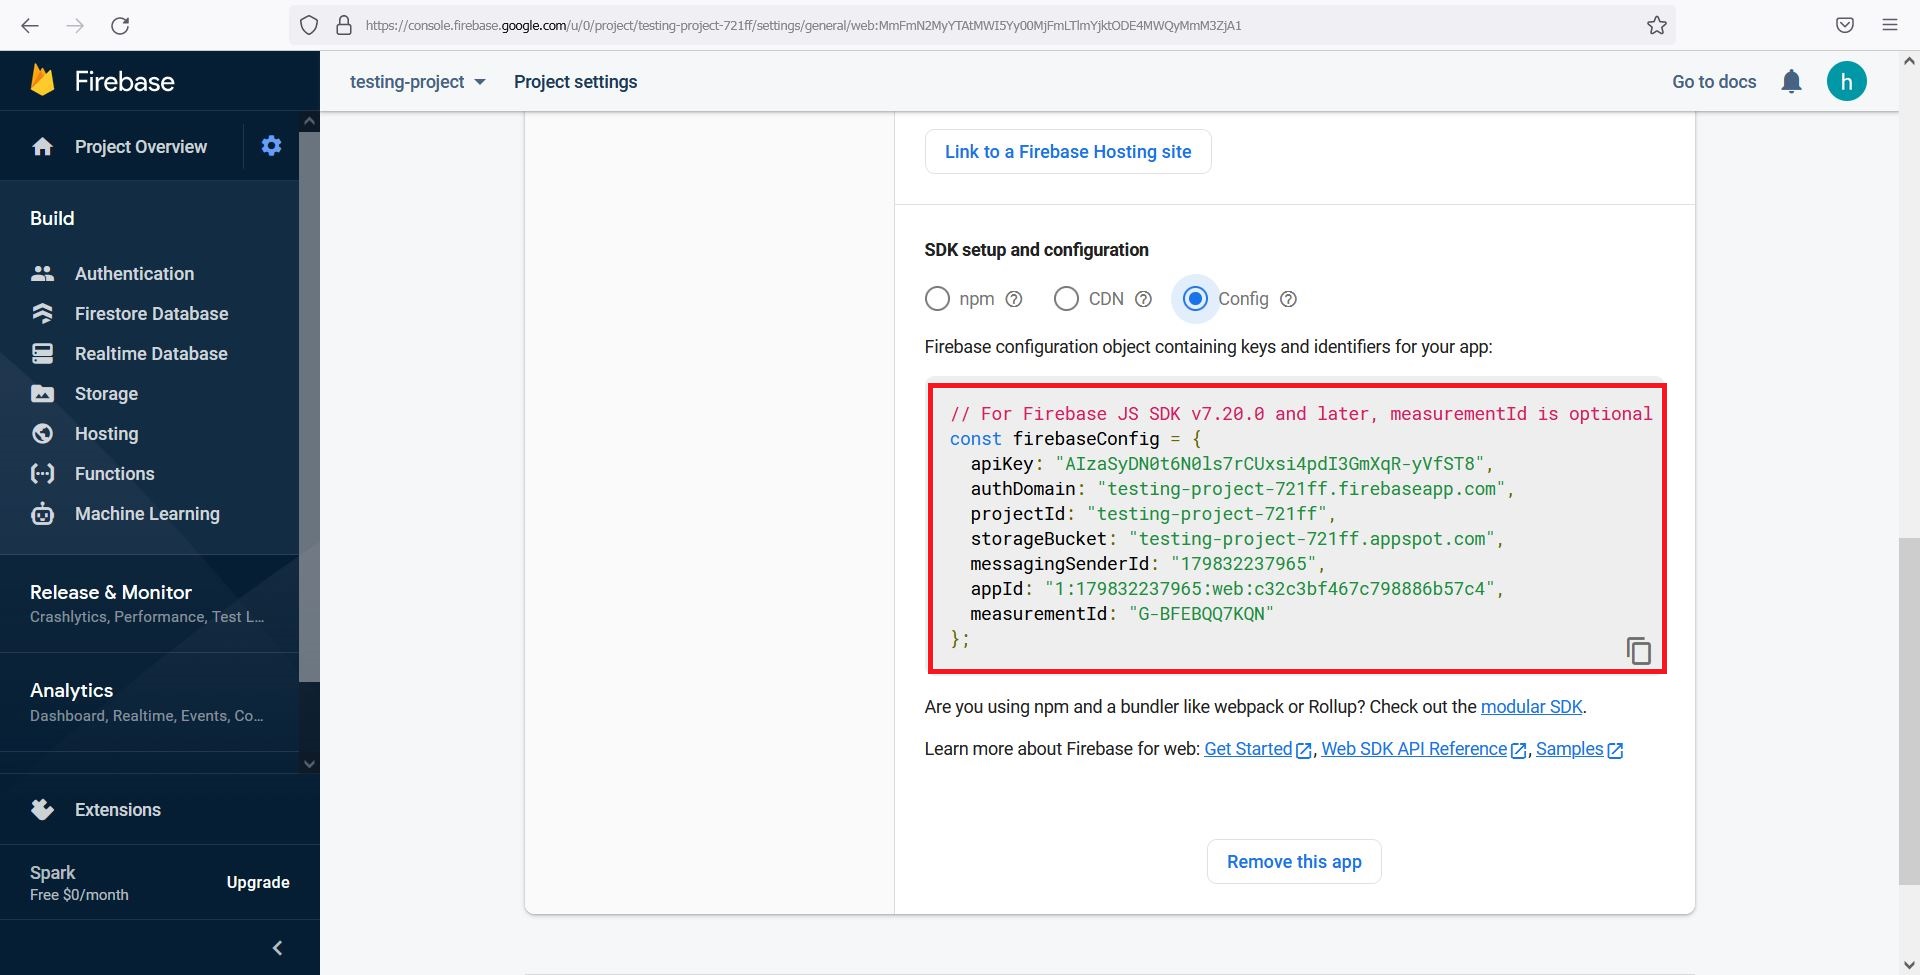 https://console.firebase.google.com/u/0/project/testing-project-721ff/settings/general/web:MmFmN2MyYTAtMWI5Yy00MjFmLTlmYjktODE4MWQyMmM3ZjA1
Firebase
testing-project
Project settings
Go to docs
h
Project Overview
Build
Authentication
Firestore Database
Realtime Database
Storage
Hosting
Functions
Machine Learning
Release & Monitor
Crashlytics, Performance, Test L...
Analytics
Dashboard, Realtime, Events, Co...
Extensions
Spark
Free $0/month
Upgrade
Link to a Firebase Hosting site
SDK setup and configuration
npm
CDN
Config
Firebase configuration object containing keys and identifiers for your app:
// For Firebase JS SDK v7.20.0 and later, measurementId is optional
const firebaseConfig = {
apiKey: "AIzaSyDN0t6N0ls7rCUxsi4pdI3GmXqR-yVfST8",
authDomain: "testing-project-721ff.firebaseapp.com",
projectId: "testing-project-721ff",
storageBucket: "testing-project-721ff.appspot.com",
messagingSenderId: "179832237965",
appId: "1:179832237965:web:c32c3bf467c798886b57c4",
measurementId: "G-BFEBQQ7KQN"
};
Are you using npm and a bundler like webpack or Rollup? Check out the modular SDK.
Learn more about Firebase for web: Get Started, Web SDK API Reference, Samples
Remove this app